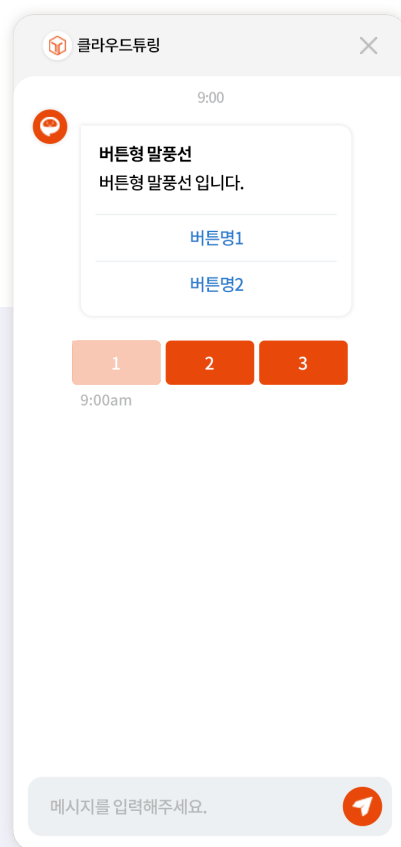 클라우드튜링
9:00
버튼형 말풍선
버튼형 말풍선 입니다.
버튼명1
버튼명2
1 2 3
9:00am
메시지를 입력해주세요.